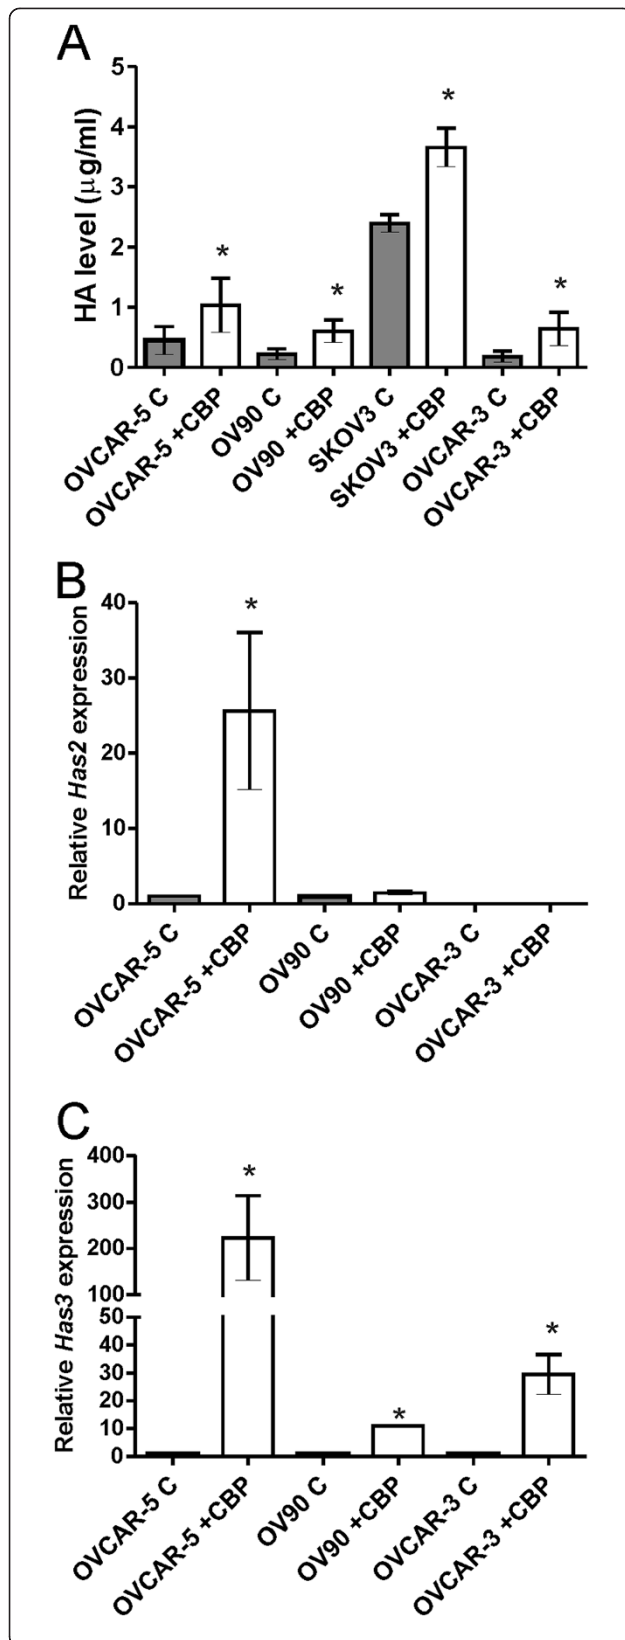 A
HA level (μg/ml)
5
4
3
2
1
0
*
*
*
*
OVCAR-5 C
OVCAR-5 +CBP
OV90 C
OV90 +CBP
SKOV3 C
SKOV3 +CBP
OVCAR-3 C
OVCAR-3 +CBP
B
Relative Has2 expression
40
30
20
10
0
*
OVCAR-5 C
OVCAR-5 +CBP
OV90 C
OV90 +CBP
OVCAR-3 C
OVCAR-3 +CBP
C
Relative Has3 expression
400
300
200
100
50
40
30
20
10
0
*
*
*
OVCAR-5 C
OVCAR-5 +CBP
OV90 C
OV90 +CBP
OVCAR-3 C
OVCAR-3 +CBP